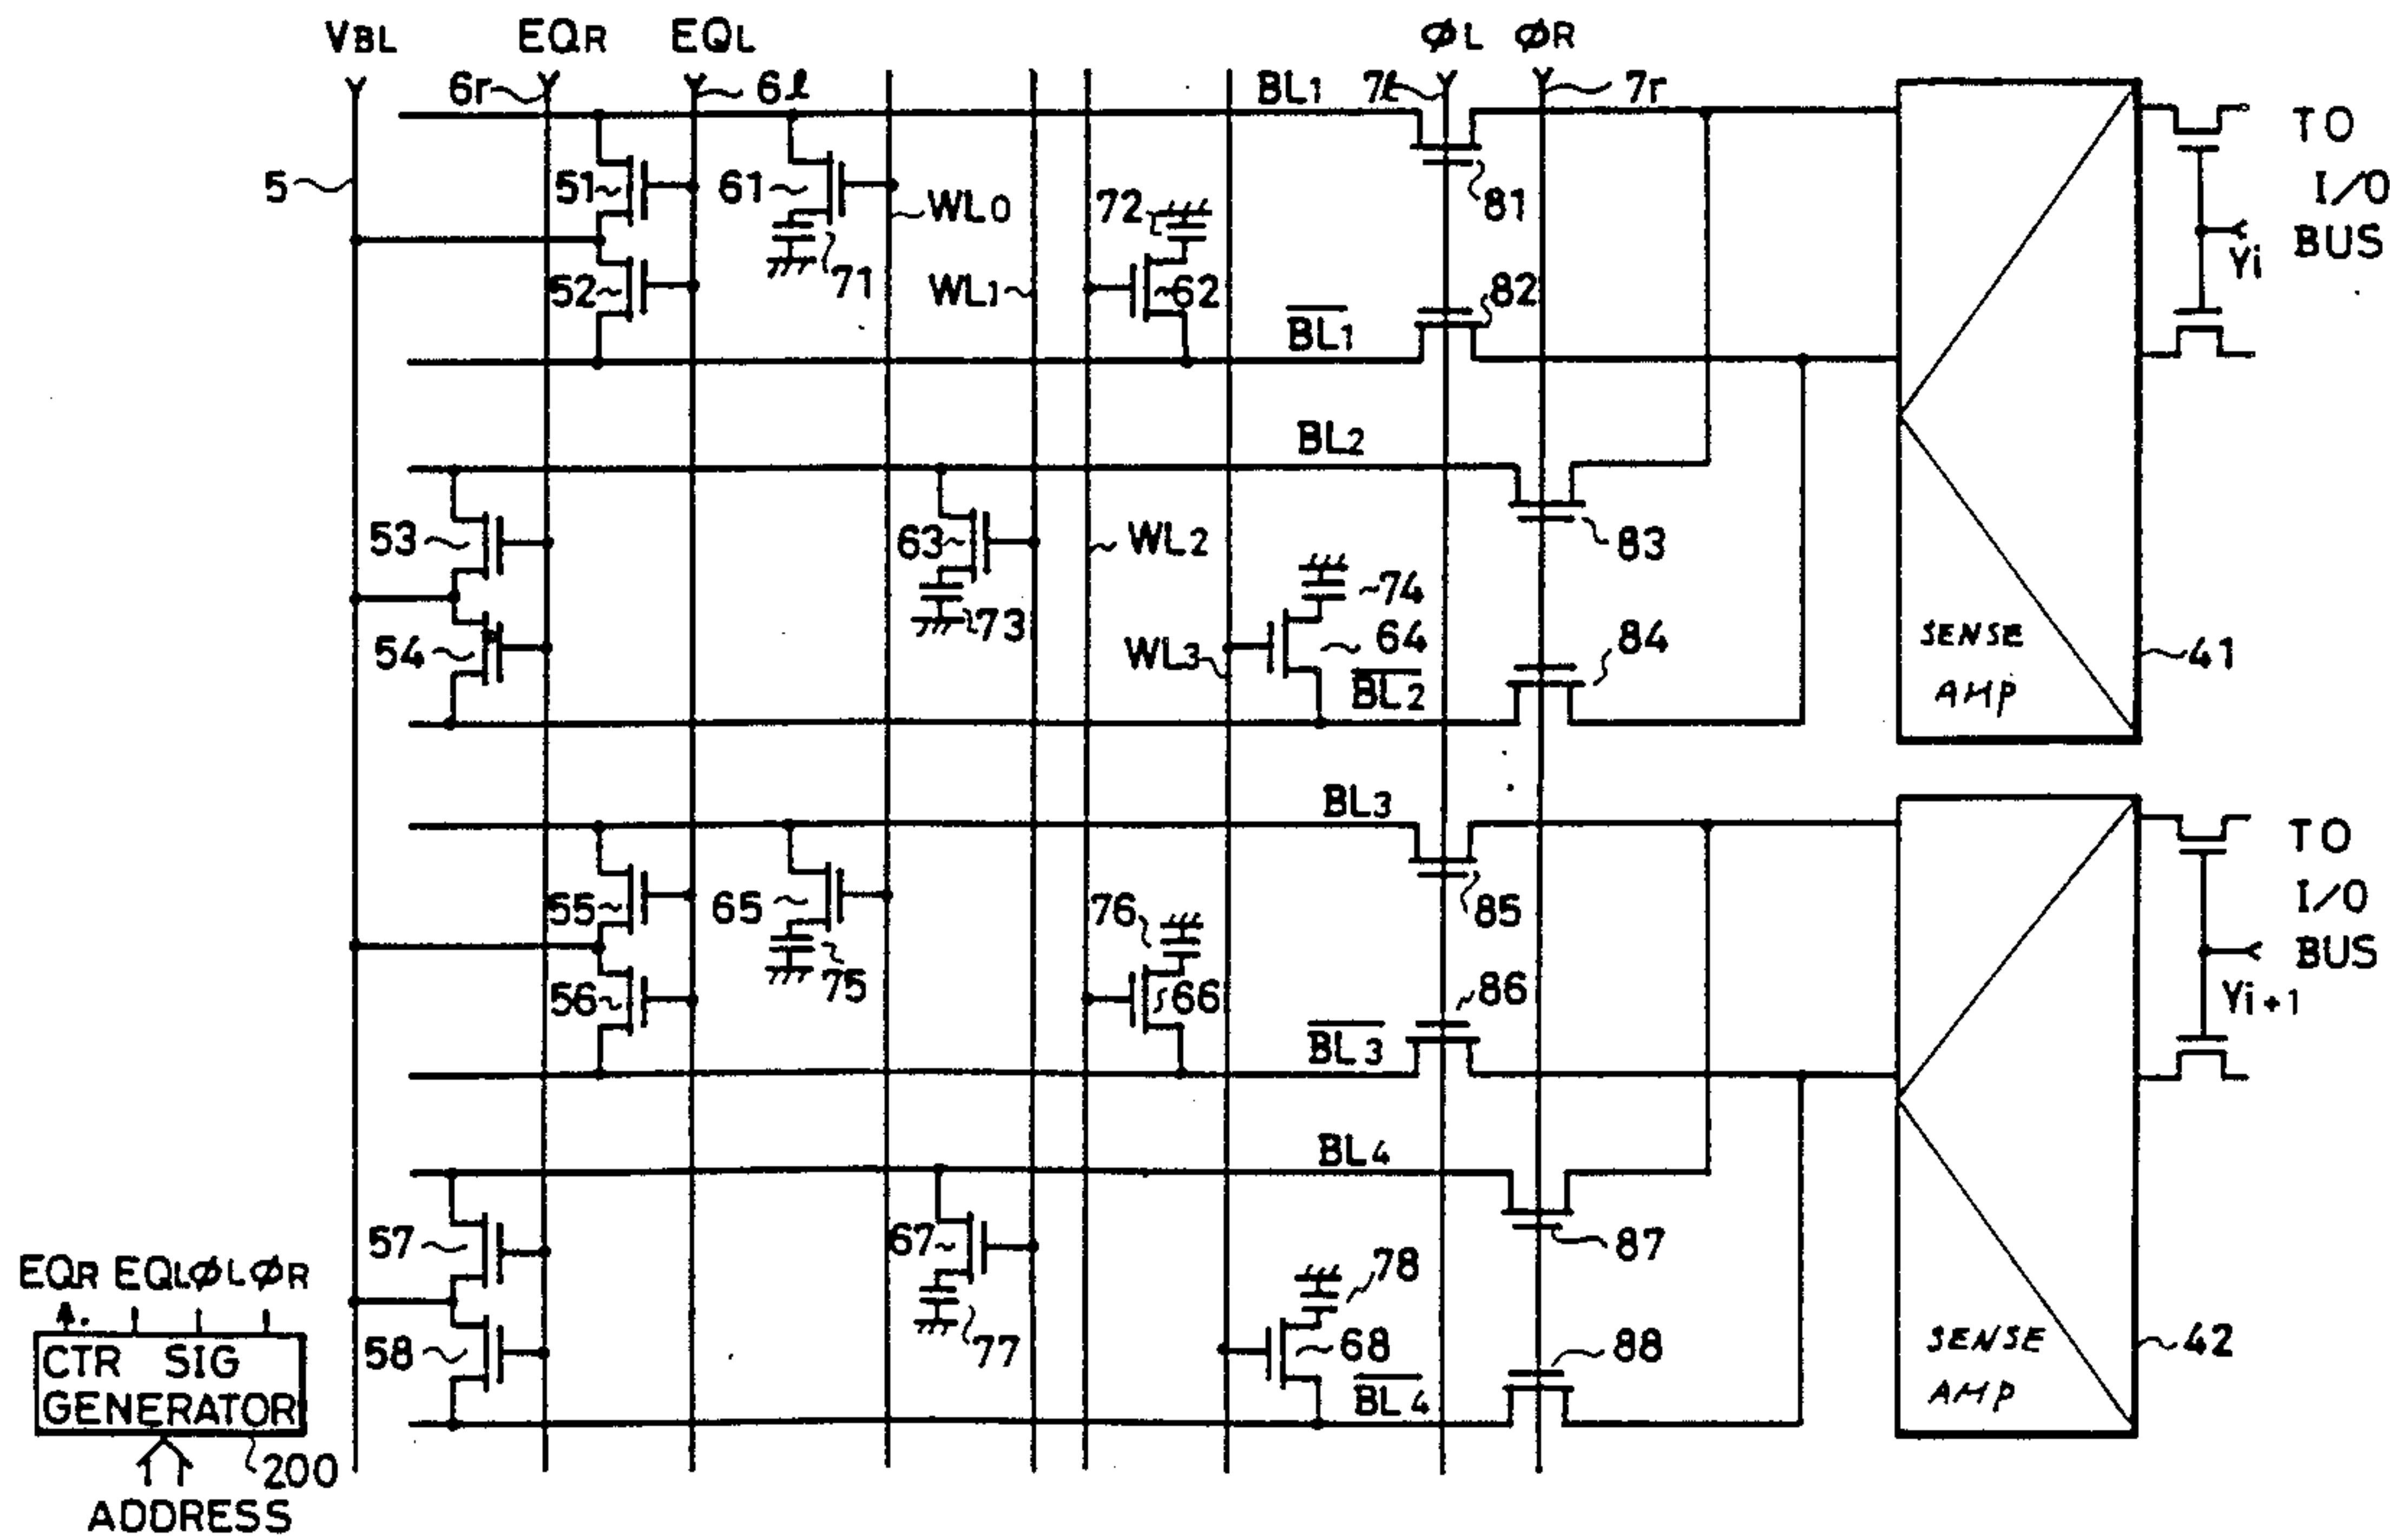 VBL EQR EQL ΦL ΦR
6r 6l BL1 7l 7r
TO
I/O
BUS
Yi
5 51 61 WL0 72 81
52 71 WL1 62 82
BL1
BL2
53 63 WL2 83
73 74
54 WL3 64 84
BL2
SENSE
AMP
41
BL3
TO
I/O
BUS
Yi+1
55 65 76 85
75
56 66 86
BL3
BL4
57 67 87
77 78
58 68 88
BL4
SENSE
AMP
42
EQR EQL ΦL ΦR
CTR SIG
GENERATOR
200
ADDRESS